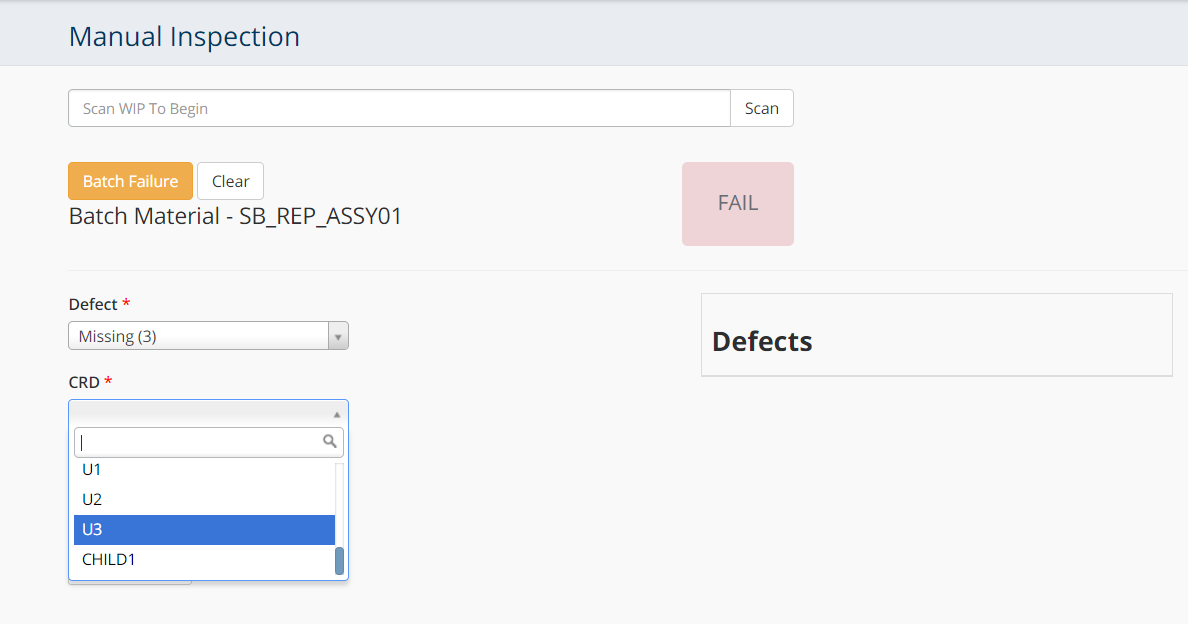 Manual Inspection
Scan WIP To Begin
Scan
Batch Failure
Clear
Batch Material - SB_REP_ASSY01
FAIL
Defect *
Missing (3)
Defects
CRD *
U1
U2
U3
CHILD1